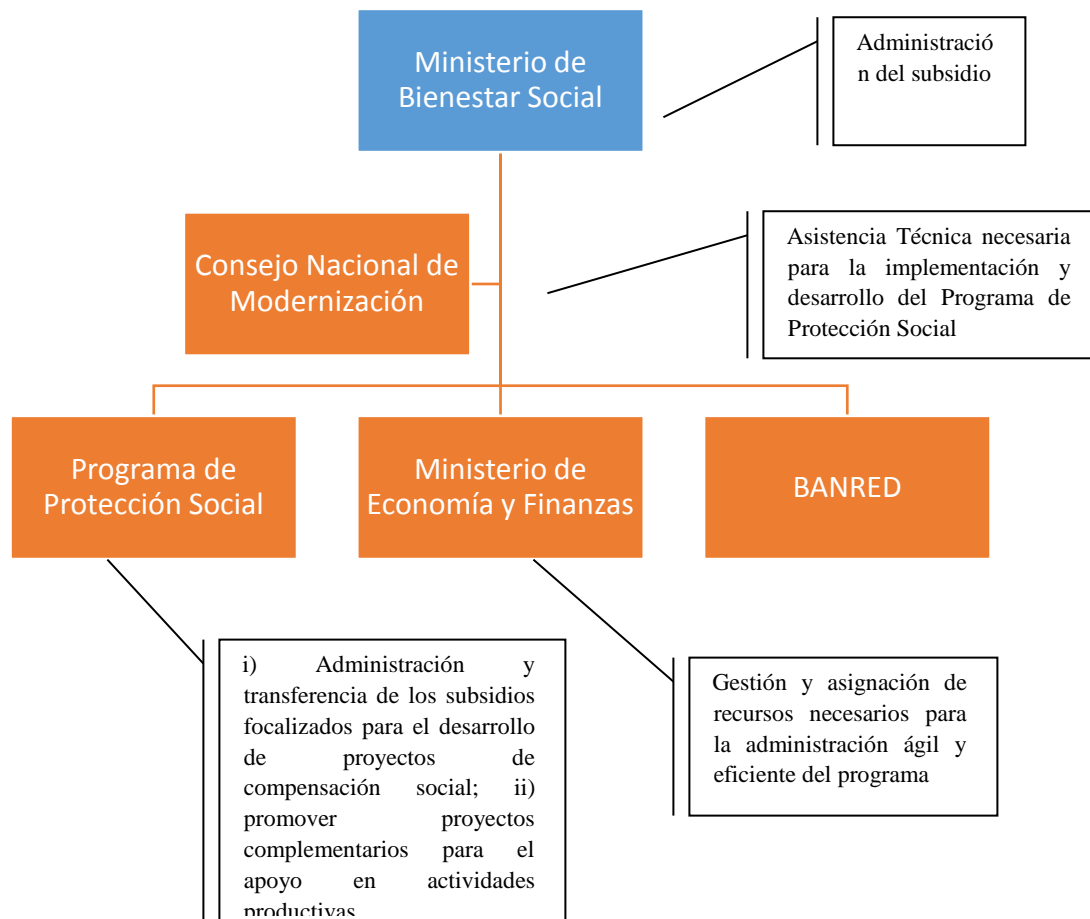 Ministerio de
Bienestar Social
Administració
n del subsidio
Consejo Nacional de
Modernización
Asistencia Técnica necesaria
para la implementación y
desarrollo del Programa de
Protección Social
Programa de
Protección Social
Ministerio de
Economía y Finanzas
BANRED
i) Administración y
transferencia de los subsidios
focalizados para el desarrollo
de proyectos de
compensación social; ii)
promover proyectos
complementarios para el
apoyo en actividades
productivas
Gestión y asignación de
recursos necesarios para
la administración ágil y
eficiente del programa